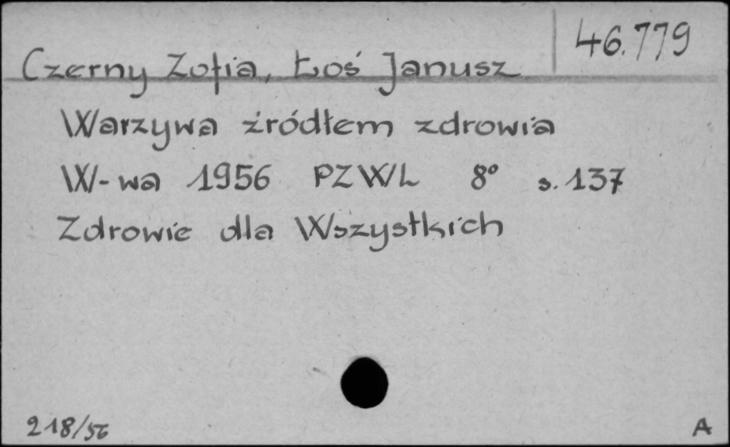 46.779
Czerny Zofia, Łoś Janusz
Warzywa źródłem zdrowia
W-wa 1956 PZWL 8° s. 137
Zdrowie dla Wszystkich
218/56
A